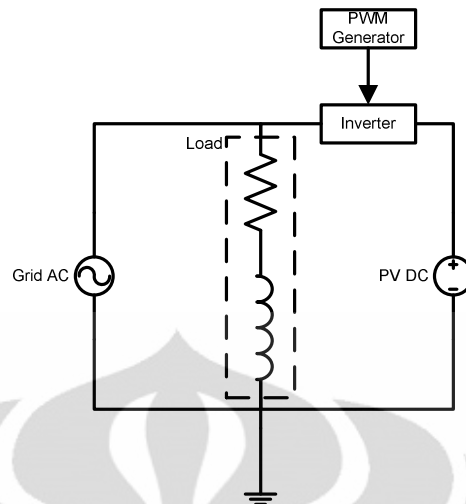 PWM
Generator
Inverter
Load
Grid AC
PV DC